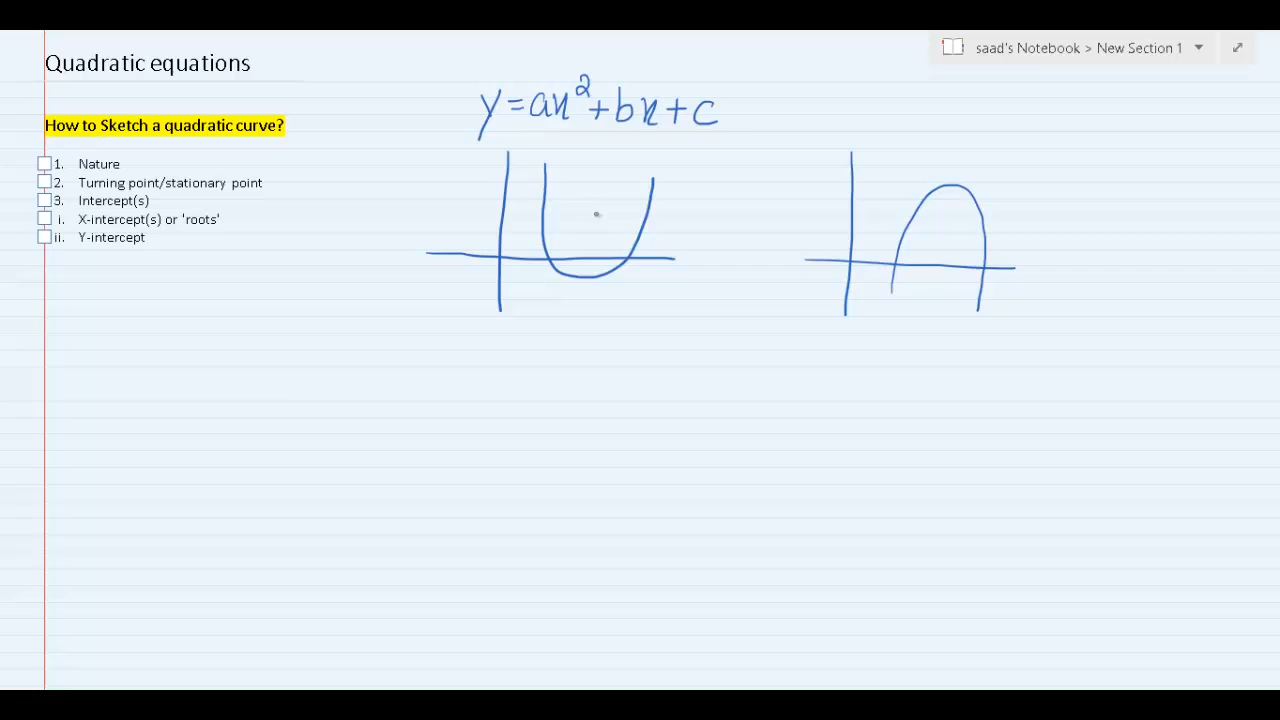 saad's Notebook > New Section 1
Quadratic equations
y = ax² + bx + c
How to Sketch a quadratic curve?
1. Nature
2. Turning point/stationary point
3. Intercept(s)
i. X-intercept(s) or 'roots'
ii. Y-intercept